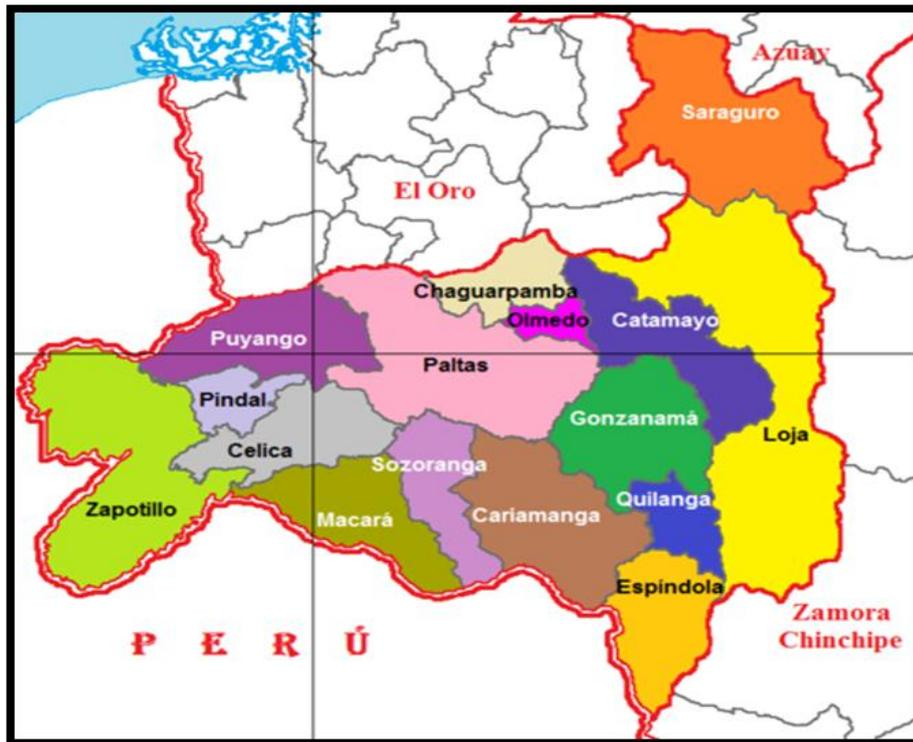 Azuay
Saraguro
El Oro
Chaguarpamba
Olmedo
Catamayo
Puyango
Paltas
Pindal
Gonzanamá
Celica
Loja
Sozoranga
Quilanga
Zapotillo
Macará
Cariamanga
Espíndola
Zamora
Chinchipe
P E R Ú